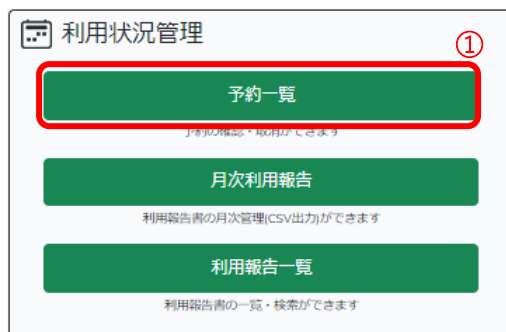 利用状況管理
①
予約一覧
予約の確認・取消ができます
月次利用報告
利用報告書の月次管理(CSV出力)ができます
利用報告一覧
利用報告書の一覧・検索ができます